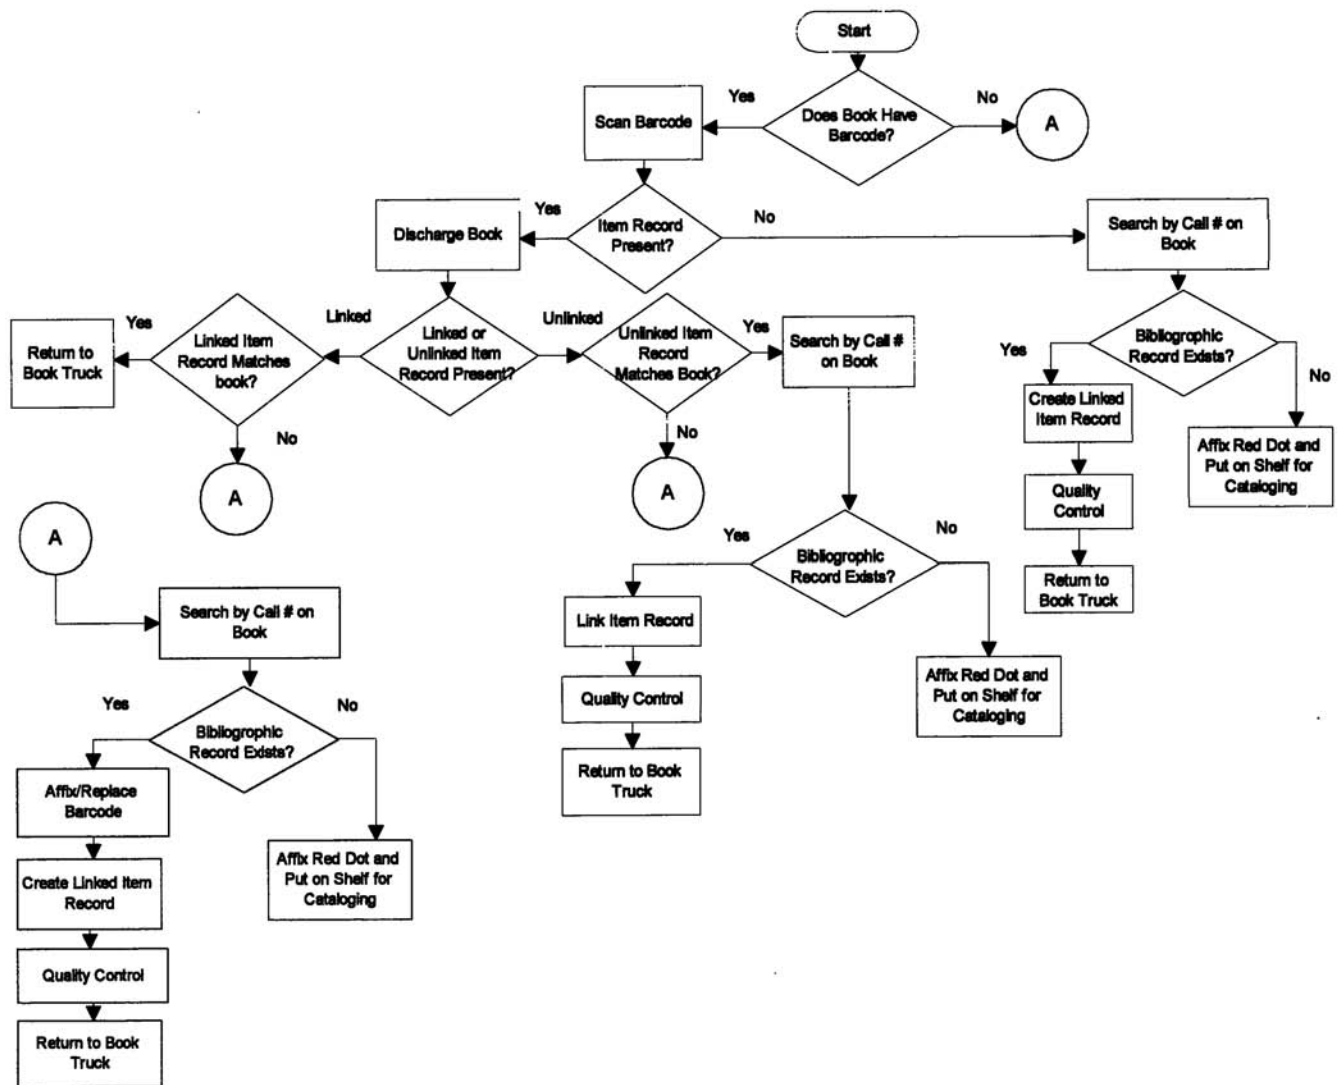 Start
Does Book Have
Barcode?
Yes
No
A
Scan Barcode
Item Record
Present?
Yes
No
Discharge Book
Search by Call # on
Book
Linked or
Unlinked Item
Record Present?
Linked
Unlinked
Linked Item
Record Matches
book?
Yes
No
Return to
Book Truck
A
Unlinked Item
Record
Matches Book?
Yes
No
A
Search by Call #
on Book
Bibliogrophic
Record Exists?
Yes
No
Create Linked
Item Record
Quality
Control
Return to
Book Truck
Affix Red Dot and
Put on Shelf for
Cataloging
Bibliogrophic
Record Exists?
Yes
No
Link Item Record
Quality Control
Return to Book
Truck
Affix Red Dot and
Put on Shelf for
Cataloging
A
Search by Call # on
Book
Bibliogrophic
Record Exists?
Yes
No
Affix/Replace
Barcode
Create Linked Item
Record
Quality Control
Return to Book
Truck
Affix Red Dot and
Put on Shelf for
Cataloging